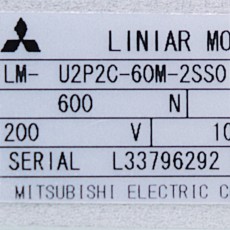 LINIAR MO
LM- U2P2C-60M-2SS0
600 N
200 V 10
SERIAL L33796292
MITSUBISHI ELECTRIC C